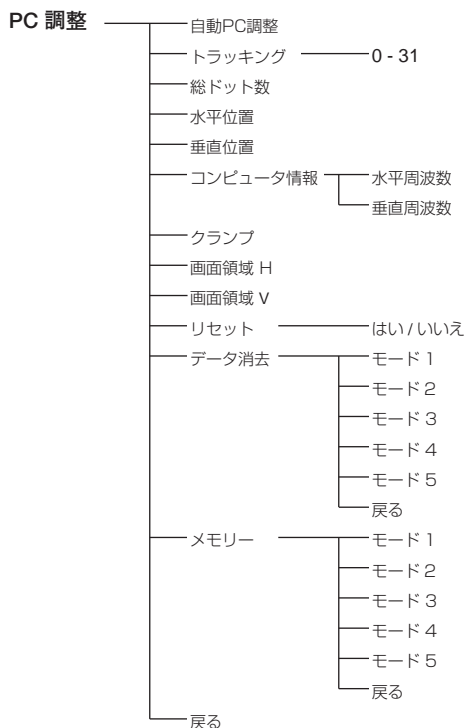 PC 調整 自動PC調整
トラッキング 0 - 31
総ドット数
水平位置
垂直位置
コンピュータ情報 水平周波数
垂直周波数
クランプ
画面領域 H
画面領域 V
リセット はい / いいえ
データ消去 モード 1
モード 2
モード 3
モード 4
モード 5
戻る
メモリー モード 1
モード 2
モード 3
モード 4
モード 5
戻る
戻る